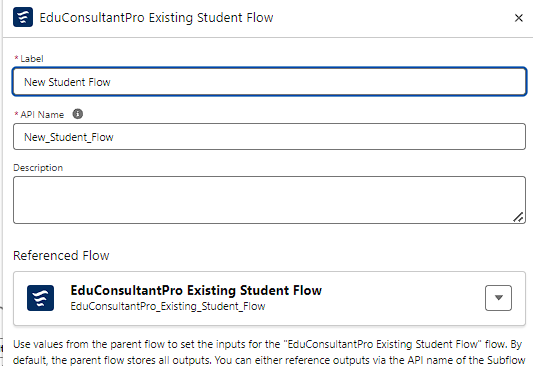 EduConsultantPro Existing Student Flow
* Label
New Student Flow
* API Name
New_Student_Flow
Description
Referenced Flow
EduConsultantPro Existing Student Flow
EduConsultantPro_Existing_Student_Flow
Use values from the parent flow to set the inputs for the "EduConsultantPro Existing Student Flow" flow. By
default, the parent flow stores all outputs. You can either reference outputs via the API name of the Subflow